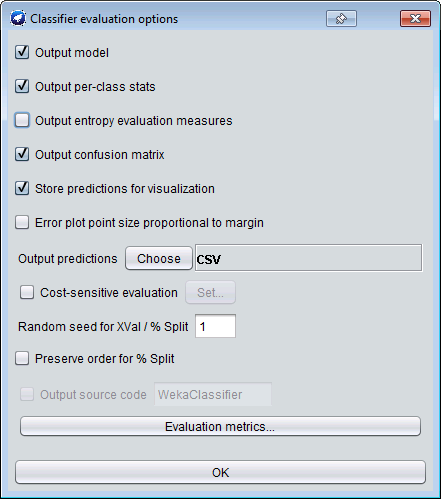 Classifier evaluation options
Output model
Output per-class stats
Output entropy evaluation measures
Output confusion matrix
Store predictions for visualization
Error plot point size proportional to margin
Output predictions Choose CSV
Cost-sensitive evaluation Set...
Random seed for XVal / % Split 1
Preserve order for % Split
Output source code WekaClassifier
Evaluation metrics...
OK